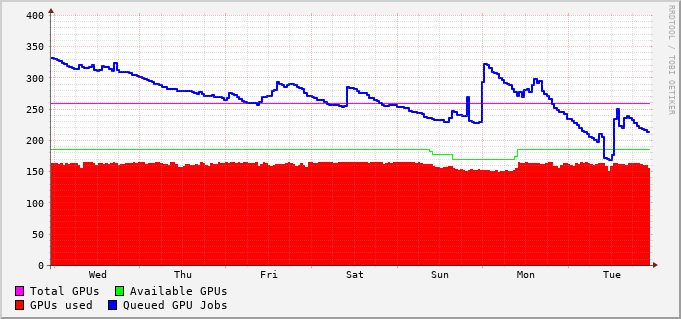 400
350
300
250
200
150
100
50
0
Wed Thu Fri Sat Sun Mon Tue
Total GPUs Available GPUs
GPUs used Queued GPU Jobs
RRDTOOL / TOBI OETIKER